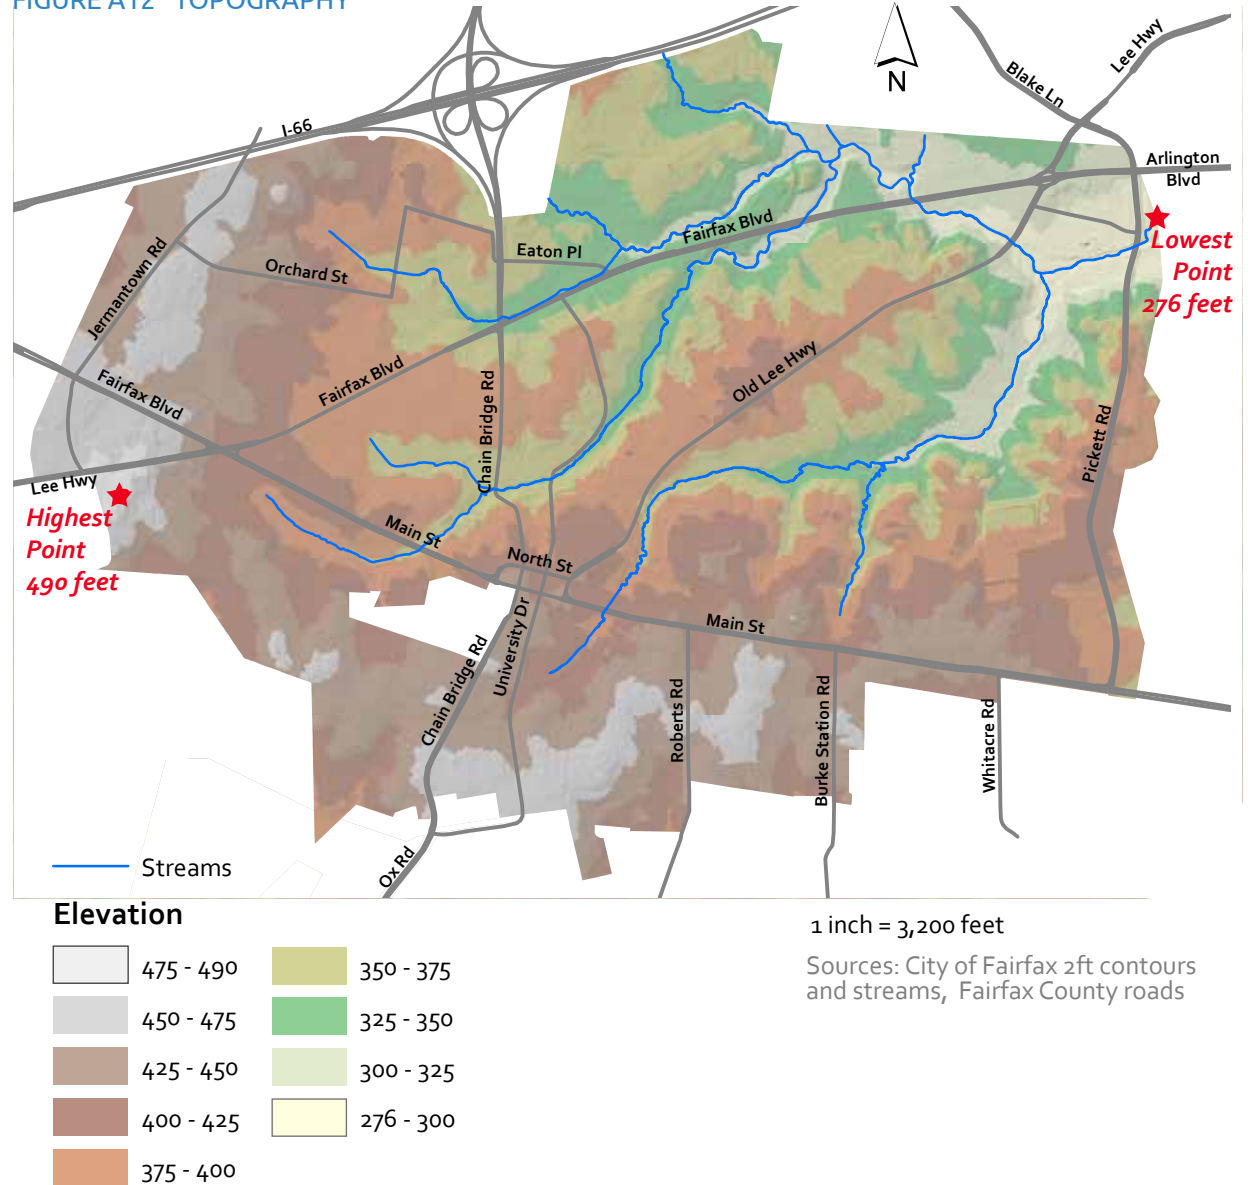 FIGURE A12 TOPOGRAPHY
N
Blake Ln
Lee Hwy
I-66
Arlington
Blvd
Fairfax Blvd
Eaton Pl
Orchard St
Jermantown Rd
Lowest
Point
276 feet
Fairfax Blvd
Fairfax Blvd
Chain Bridge Rd
Old Lee Hwy
Pickett Rd
Lee Hwy
Highest
Point
490 feet
Main St
North St
University Dr
Chain Bridge Rd
Main St
Roberts Rd
Burke Station Rd
Whitacre Rd
Ox Rd
Streams
Elevation
475 - 490
450 - 475
425 - 450
400 - 425
375 - 400
350 - 375
325 - 350
300 - 325
276 - 300
1 inch = 3,200 feet
Sources: City of Fairfax 2ft contours
and streams, Fairfax County roads